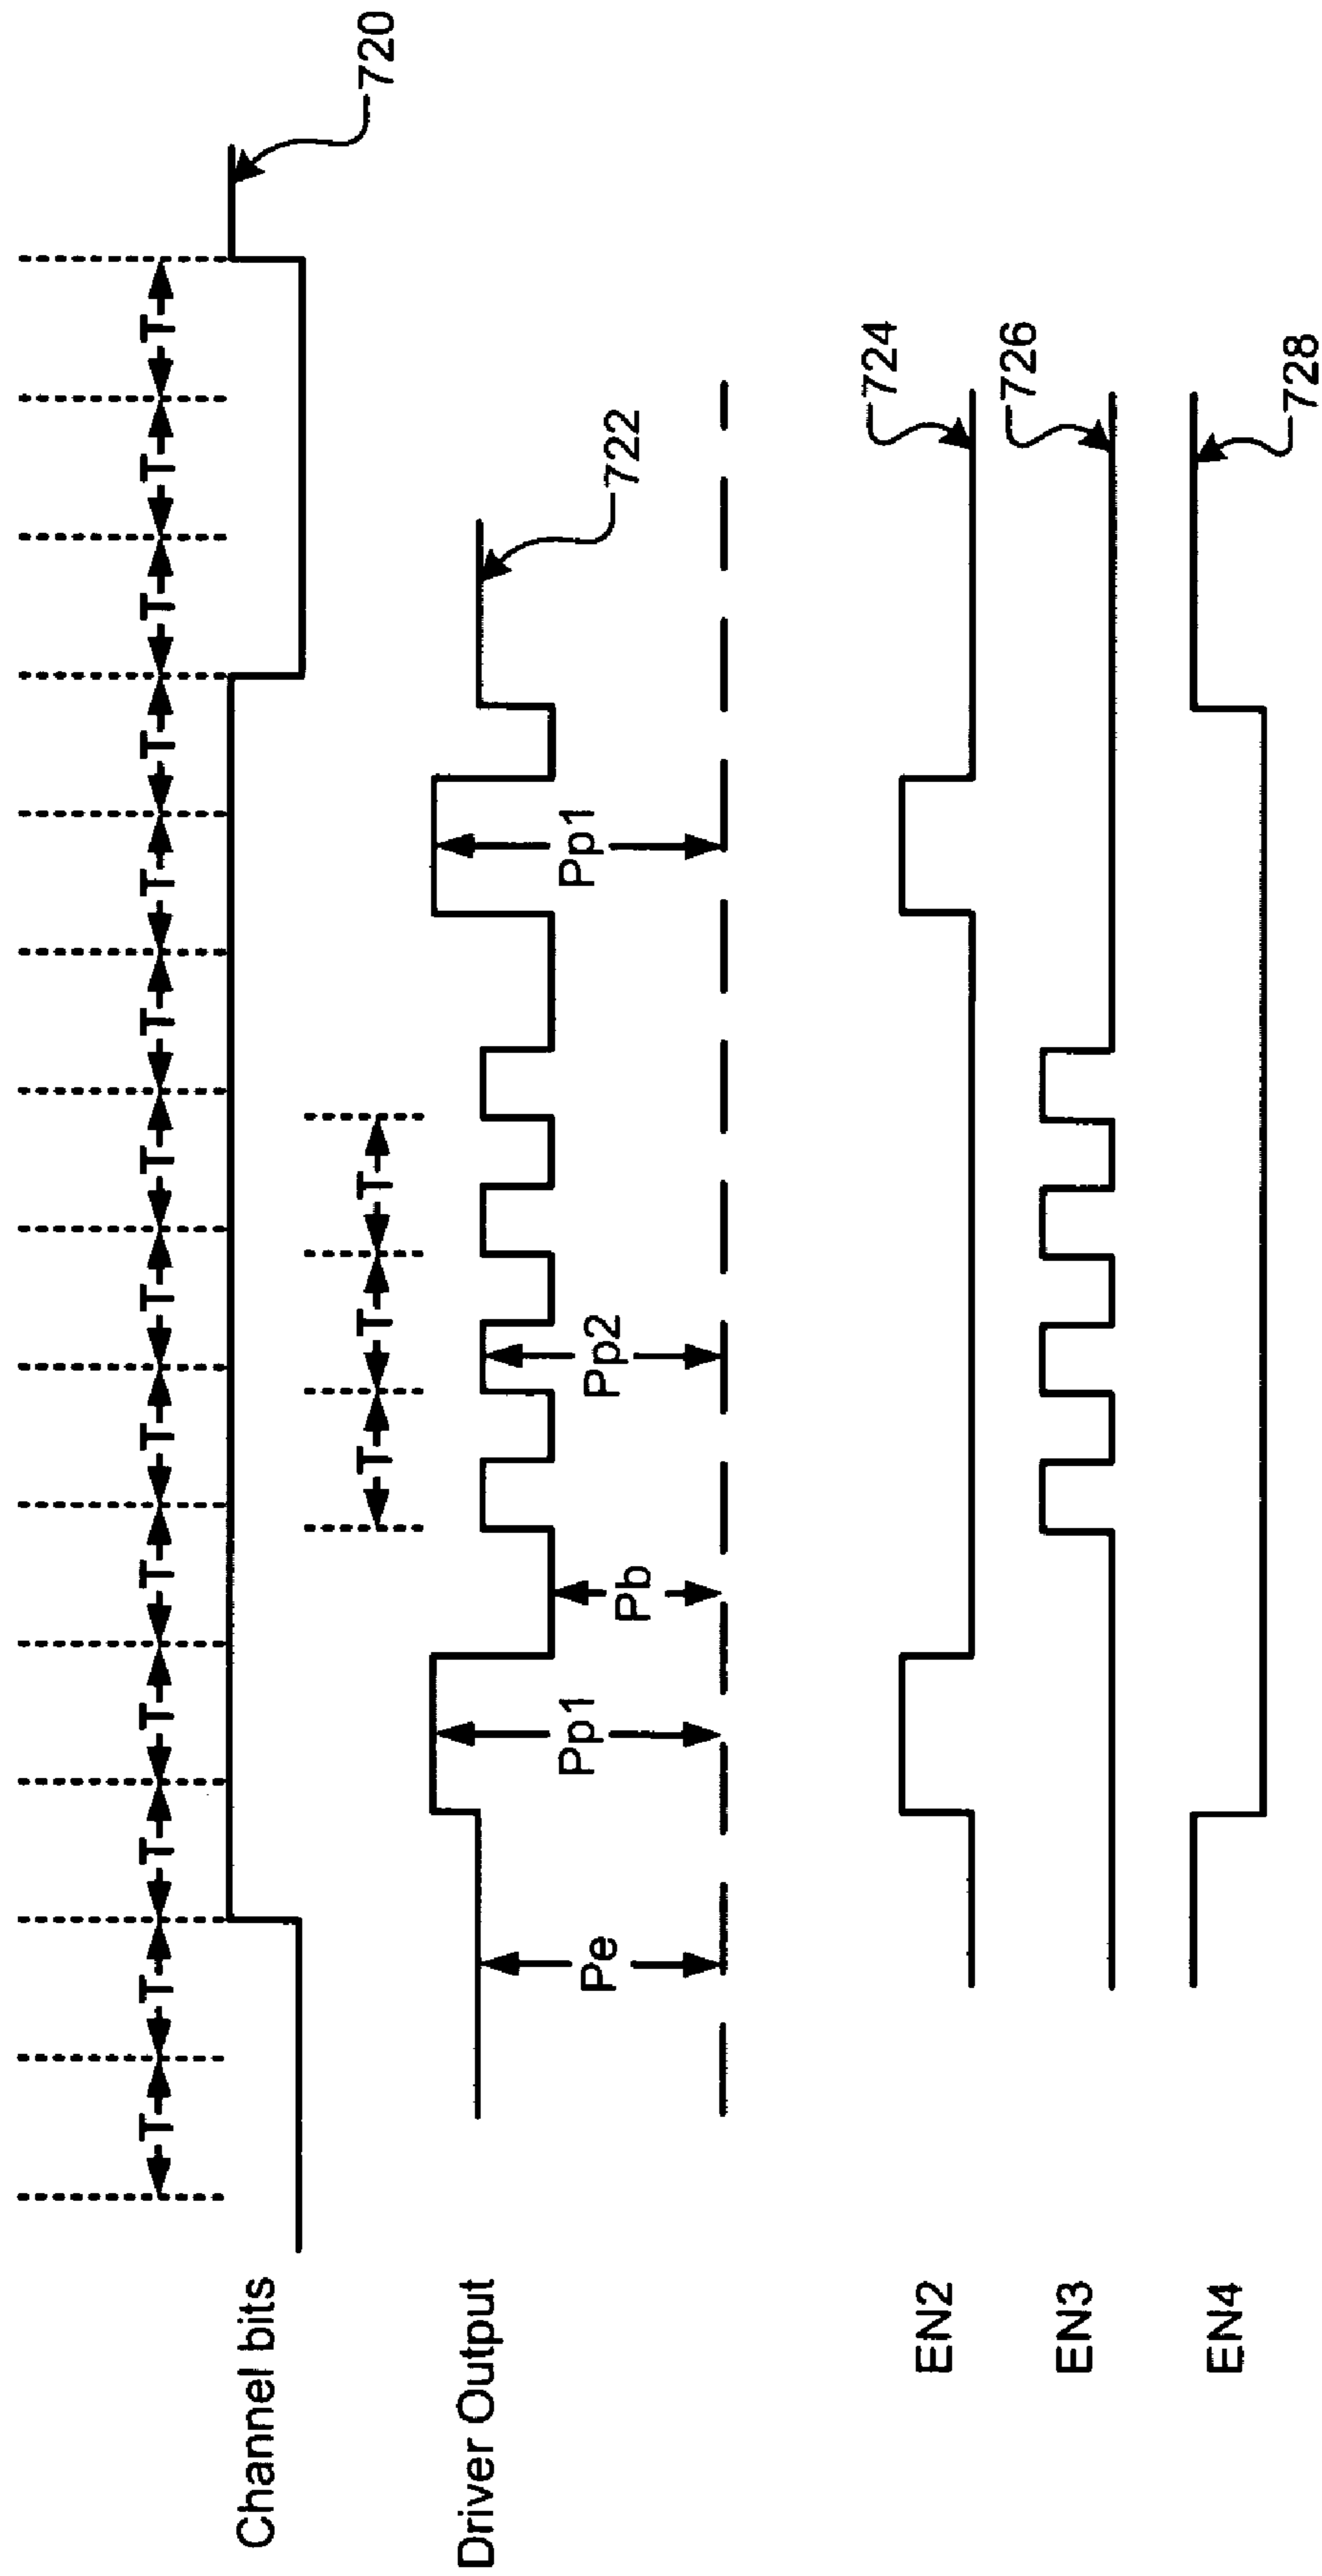 T T T T T T T T T T T T T T
Channel bits
720
T T T
Driver Output
722
Pe Pp1 Pb Pp2 Pp1
EN2
724
EN3
726
EN4
728